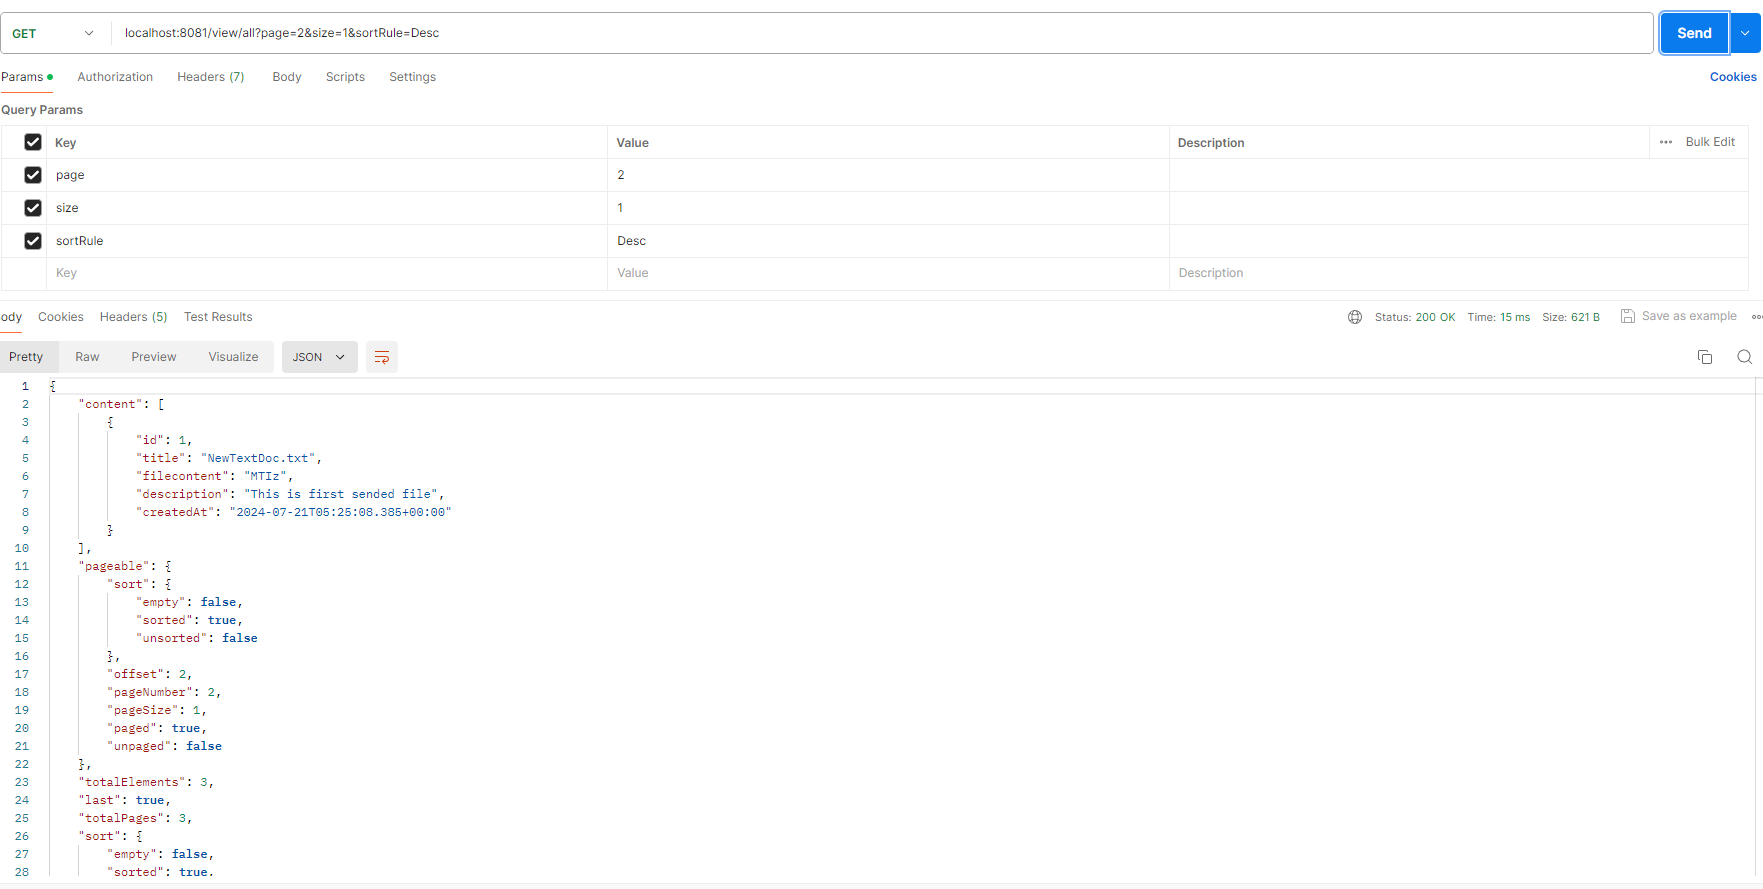 GET localhost:8081/view/all?page=2&size=1&sortRule=Desc Send
Params Authorization Headers (7) Body Scripts Settings Cookies
Query Params
Key Value Description Bulk Edit
page 2
size 1
sortRule Desc
Key Value Description
ody Cookies Headers (5) Test Results Status: 200 OK Time: 15 ms Size: 621 B Save as example
Pretty Raw Preview Visualize JSON
1 {
2 "content": [
3 {
4 "id": 1,
5 "title": "NewTextDoc.txt",
6 "filecontent": "MTIz",
7 "description": "This is first sended file",
8 "createdAt": "2024-07-21T05:25:08.385+00:00"
9 }
10 ],
11 "pageable": {
12 "sort": {
13 "empty": false,
14 "sorted": true,
15 "unsorted": false
16 },
17 "offset": 2,
18 "pageNumber": 2,
19 "pageSize": 1,
20 "paged": true,
21 "unpaged": false
22 },
23 "totalElements": 3,
24 "last": true,
25 "totalPages": 3,
26 "sort": {
27 "empty": false,
28 "sorted": true,